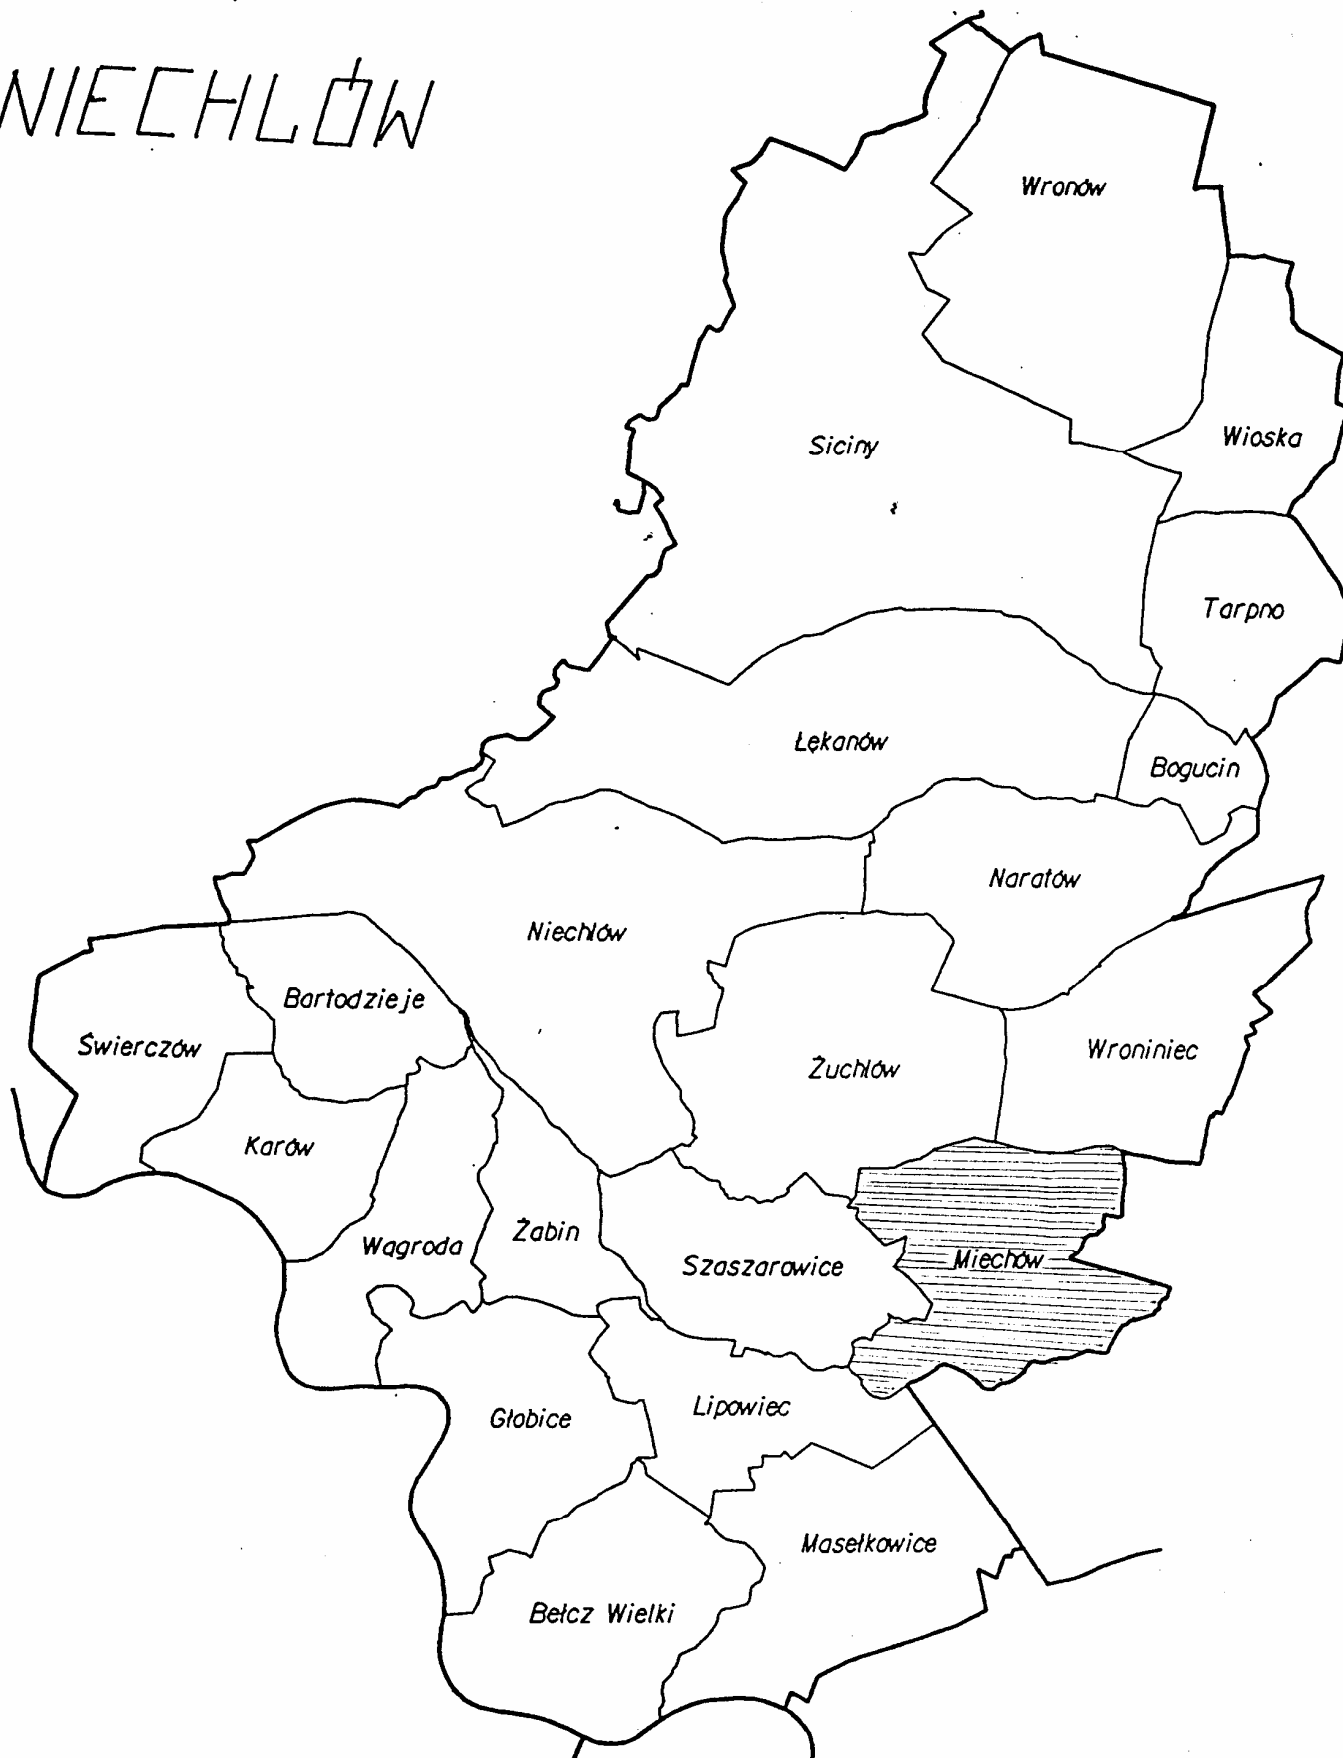 NIECHLÓW
Wronów
Siciny
Wioska
Tarpno
Łękanów
Bogucin
Naratów
Niechlów
Bartodzieje
Świerczów
Żuchlów
Wroniniec
Karów
Wągroda
Żabin
Szaszarowice
Miechów
Głobice
Lipowiec
Masełkowice
Bełcz Wielki